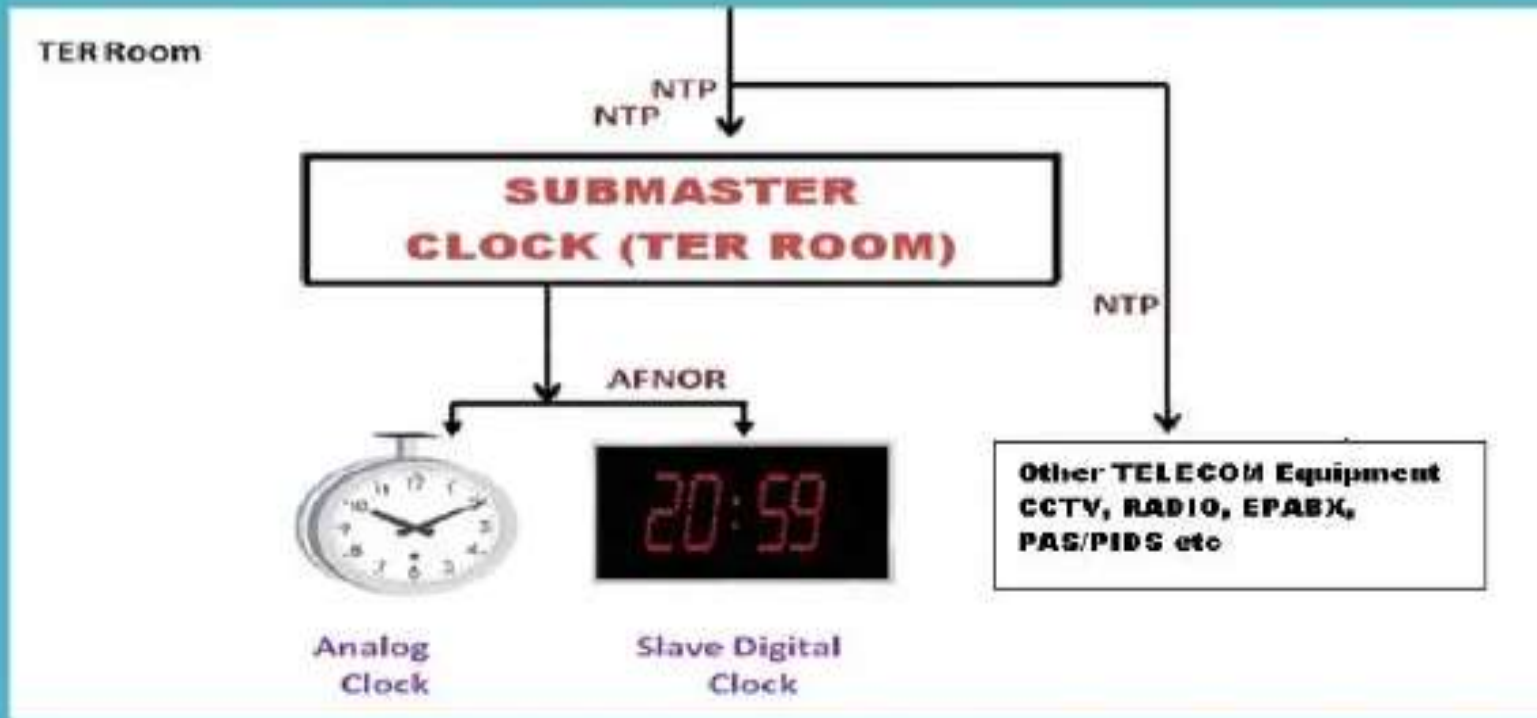 TER Room
NTP
NTP
SUBMASTER
CLOCK (TER ROOM)
NTP
AFNOR
20:59
Other TELECOM Equipment
CCTV, RADIO, EPABX,
PAS/PIDS etc
Analog
Clock
Slave Digital
Clock